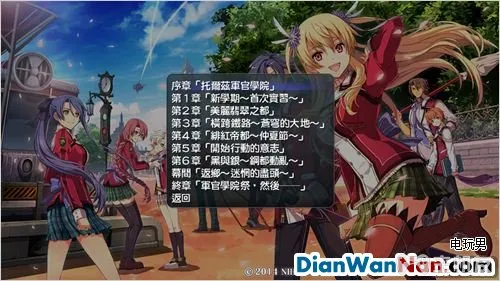 序章「托爾茲軍官學院」
第1章「新學期～首次實習～」
第2章「美麗翡翠之都」
第3章「橫跨鐵路～蒼穹的大地～」
第4章「緋紅帝都～仲夏節～」
第5章「開始行動的意志」
第6章「黑與銀～鋼都動亂～」
幕間「返鄉～迷惘的盡頭～」
終章「軍官學院祭‧然後——」
返回
电玩男
©2014 NIH
DianWanNan.com